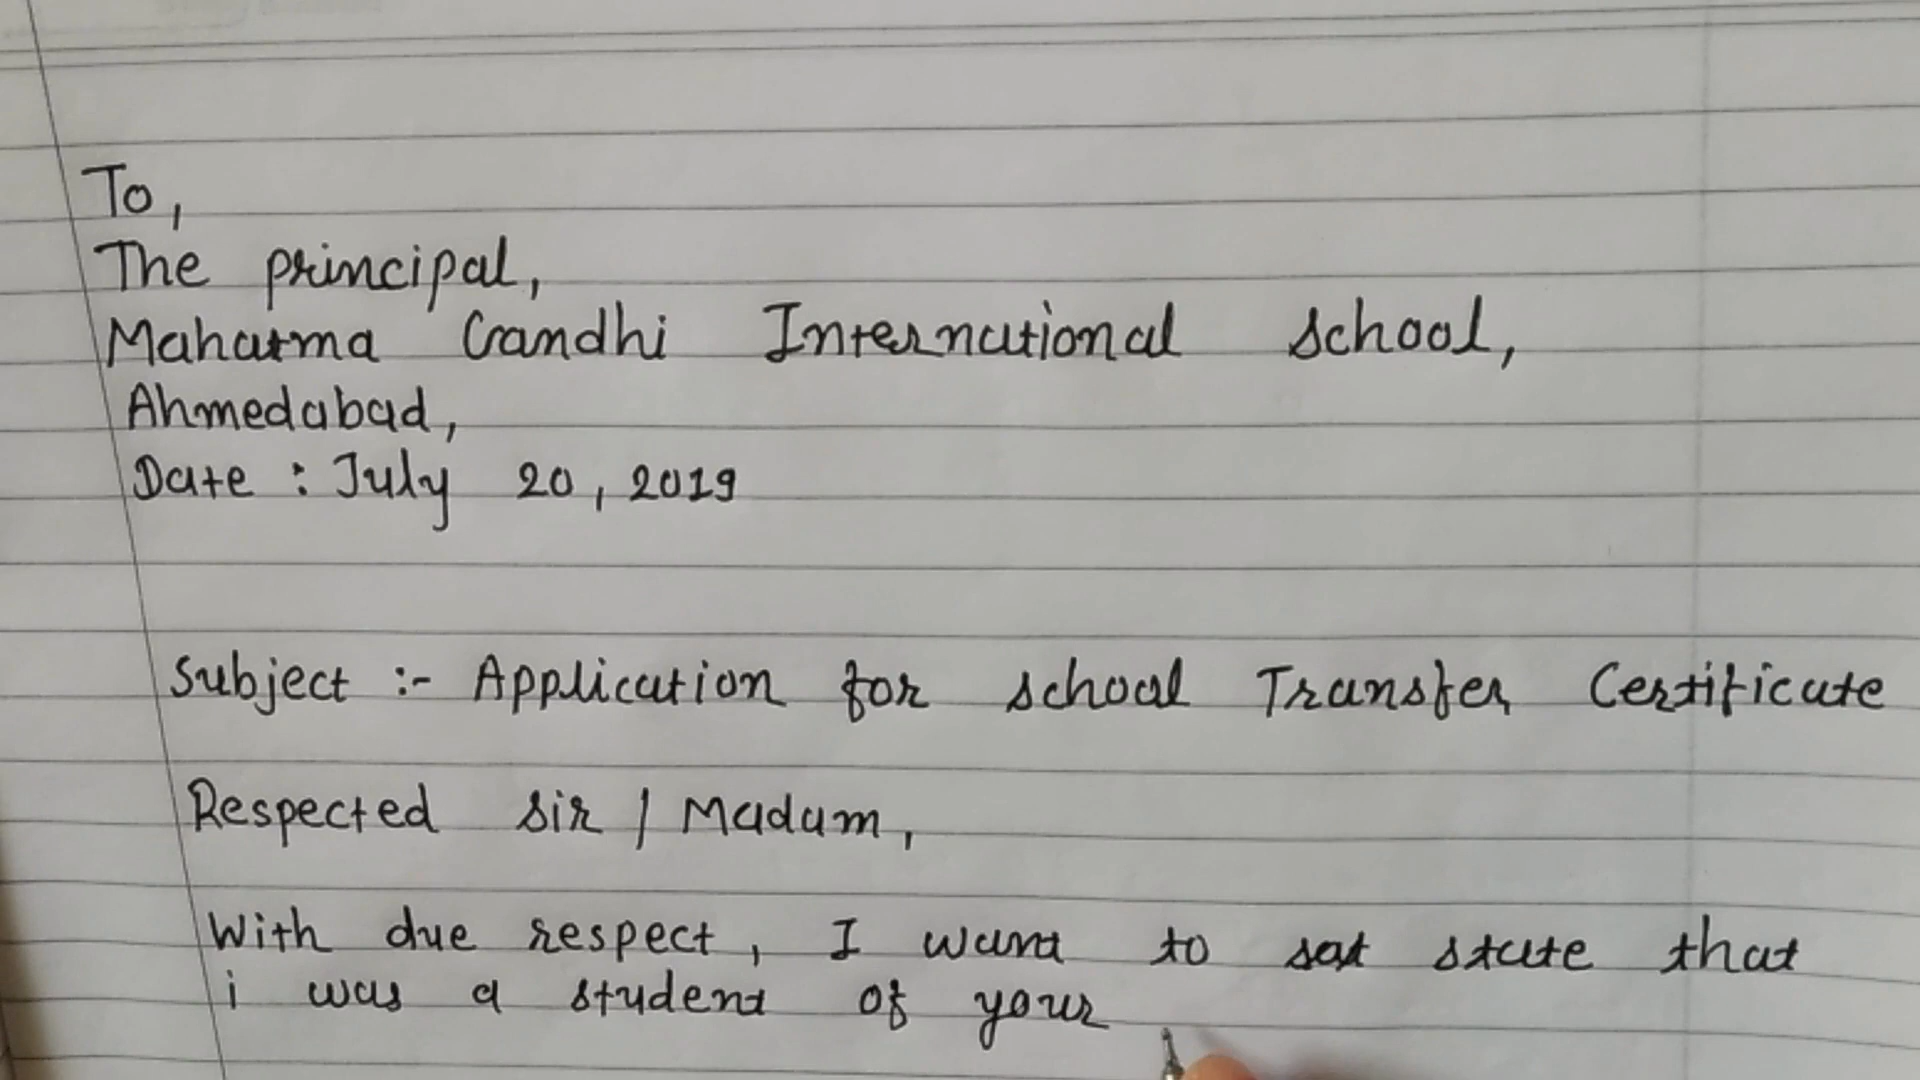 To,
The principal,
Mahatma Gandhi International school,
Ahmedabad,
Date : July 20, 2019
Subject :- Application for school Transfer Certificate
Respected sir / Madam,
With due respect, I want to sat state that
i was a student of your